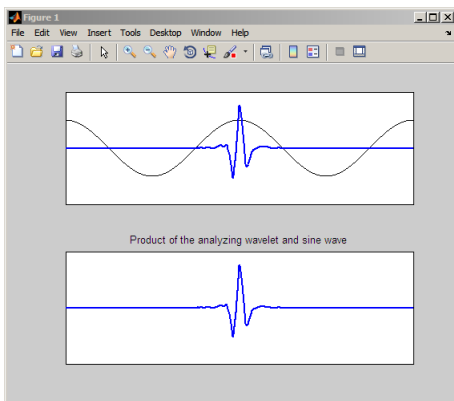 Figure 1
File Edit View Insert Tools Desktop Window Help
Product of the analyzing wavelet and sine wave